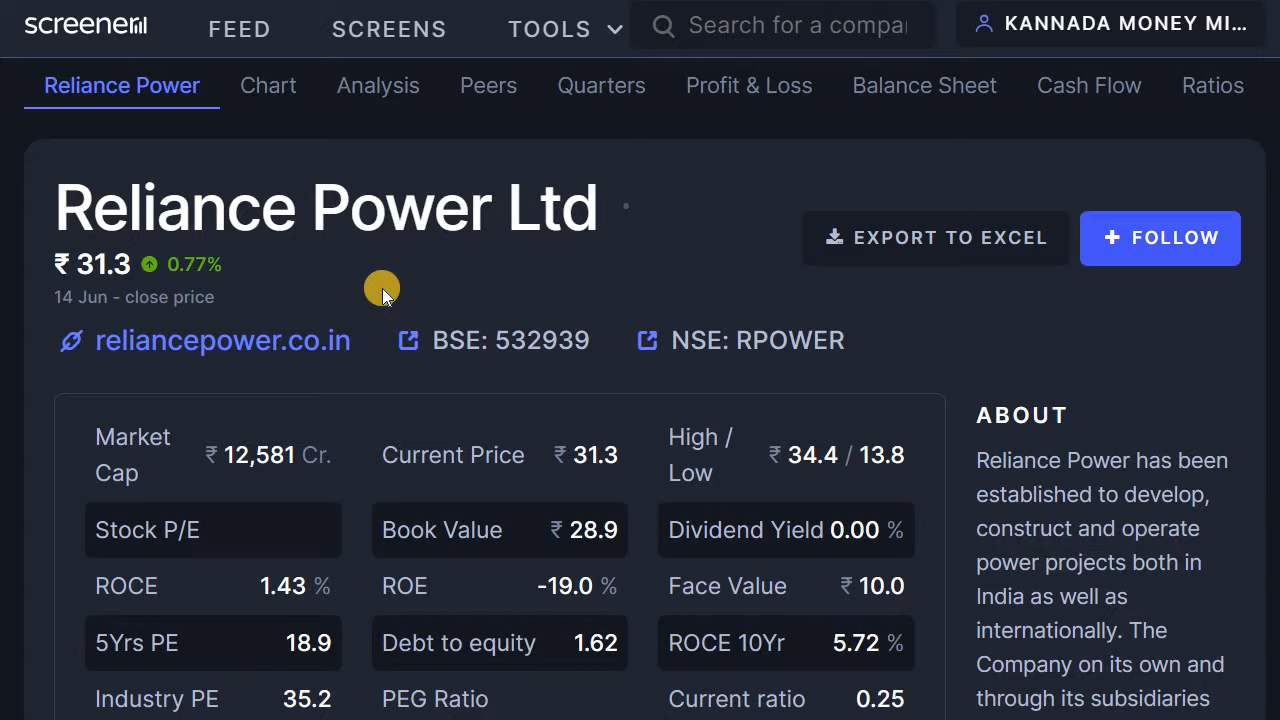 screener
FEED SCREENS TOOLS Search for a compar KANNADA MONEY MI...
Reliance Power Chart Analysis Peers Quarters Profit & Loss Balance Sheet Cash Flow Ratios
Reliance Power Ltd
₹ 31.3 0.77%
14 Jun - close price
EXPORT TO EXCEL + FOLLOW
reliancepower.co.in BSE: 532939 NSE: RPOWER
Market Cap ₹ 12,581 Cr. Current Price ₹ 31.3 High / Low ₹ 34.4 / 13.8
Stock P/E Book Value ₹ 28.9 Dividend Yield 0.00 %
ROCE 1.43 % ROE -19.0 % Face Value ₹ 10.0
5Yrs PE 18.9 Debt to equity 1.62 ROCE 10Yr 5.72 %
Industry PE 35.2 PEG Ratio Current ratio 0.25
ABOUT
Reliance Power has been
established to develop,
construct and operate
power projects both in
India as well as
internationally. The
Company on its own and
through its subsidiaries